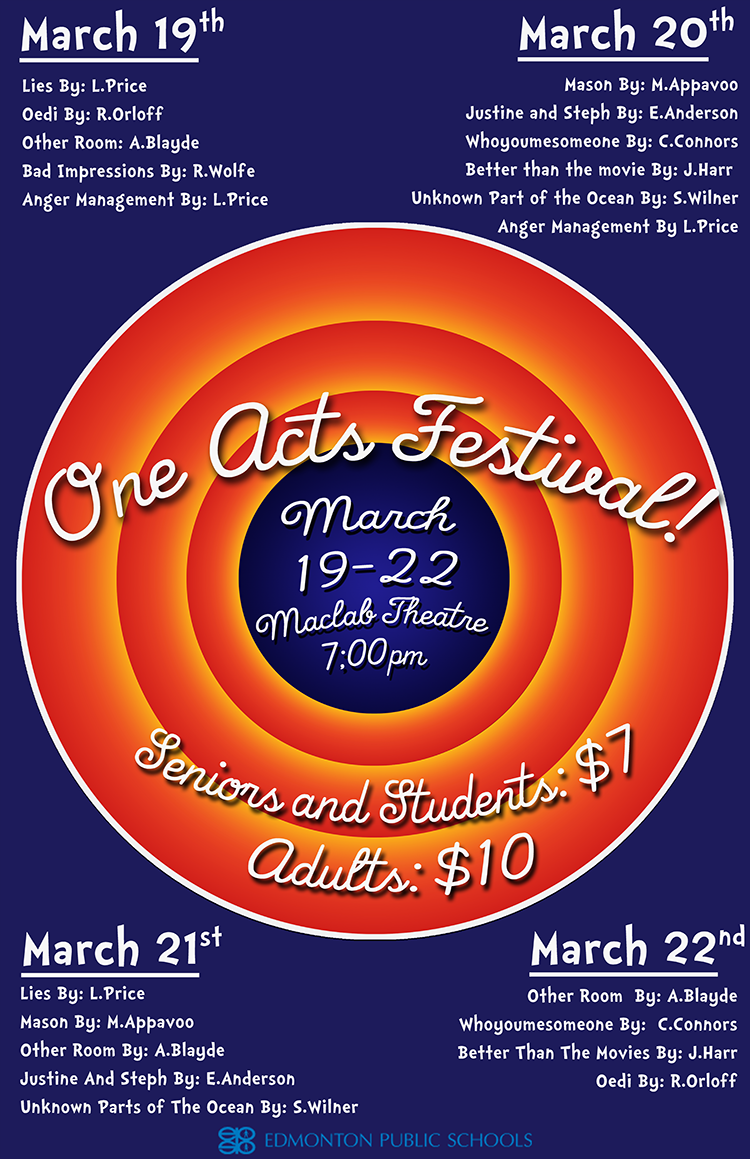 March 19th
Lies By: L.Price
Oedi By: R.Orloff
Other Room: A.Blayde
Bad Impressions By: R.Wolfe
Anger Management By: L.Price
March 20th
Mason By: M.Appavoo
Justine and Steph By: E.Anderson
Whoyoumesomeone By: C.Connors
Better than the movie By: J.Harr
Unknown Part of the Ocean By: S.Wilner
Anger Management By L.Price
One Acts Festival!
March
19-22
Maclab Theatre
7:00pm
Seniors and Students: $7
Adults: $10
March 21st
Lies By: L.Price
Mason By: M.Appavoo
Other Room By: A.Blayde
Justine And Steph By: E.Anderson
Unknown Parts of The Ocean By: S.Wilner
March 22nd
Other Room By: A.Blayde
Whoyoumesomeone By: C.Connors
Better Than The Movies By: J.Harr
Oedi By: R.Orloff
EDMONTON PUBLIC SCHOOLS